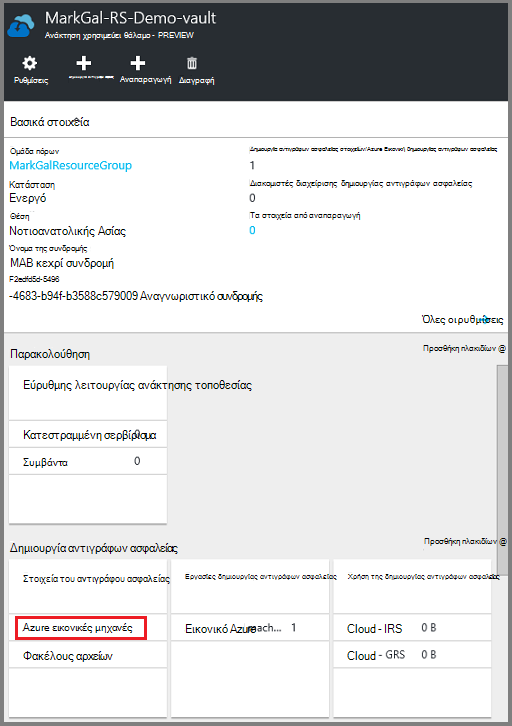 MarkGal-RS-Demo-vault
Ανάκτηση χρησιμεύει θάλαμο - PREVIEW
Ρυθμίσεις
Αναπαραγωγή
Διαγραφή
Βασικά στοιχεία
Ομάδα πόρων
MarkGalResourceGroup
Δημιουργία αντιγράφων ασφαλείας στοιχείων/Azure Εικονική δημιουργίας αντιγράφων ασφαλείας
1
Κατάσταση
Ενεργό
Διακομιστές διαχείρισης δημιουργίας αντιγράφων ασφαλείας
0
Θέση
Νοτιοανατολικής Ασίας
Τα στοιχεία από αναπαραγωγή
0
Όνομα της συνδρομής
MAB κεχρί συνδρομή
F2edfd5d-5496
-4683-b94f-b3588c579009 Αναγνωριστικό συνδρομής
Όλες οι ρυθμίσεις
Παρακολούθηση
Προσθήκη πλακιδίων @
Εύρυθμης λειτουργίας ανάκτησης τοποθεσίας
Κατεστραμμένη σερβίρισμα 0
Συμβάντα 0
Δημιουργία αντιγράφων ασφαλείας
Προσθήκη πλακιδίων @
Στοιχεία του αντιγράφου ασφαλείας
Azure εικονικές μηχανές
Φακέλους αρχείων
Εργασίες δημιουργίας αντιγράφων ασφαλείας
Εικονικό Azure mach... 1
Χρήση της δημιουργίας αντιγράφων ασφαλείας
Cloud - IRS 0 B
Cloud - GRS 0 B